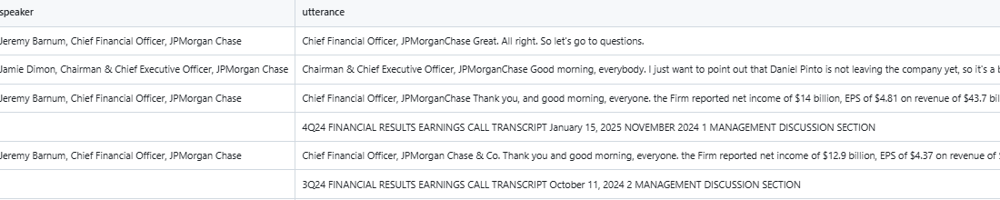 speaker utterance
Jeremy Barnum, Chief Financial Officer, JPMorgan Chase Chief Financial Officer, JPMorganChase Great. All right. So let's go to questions.
Jamie Dimon, Chairman & Chief Executive Officer, JPMorgan Chase Chairman & Chief Executive Officer, JPMorganChase Good morning, everybody. I just want to point out that Daniel Pinto is not leaving the company yet, so it's a
Jeremy Barnum, Chief Financial Officer, JPMorgan Chase Chief Financial Officer, JPMorganChase Thank you, and good morning, everyone. the Firm reported net income of $14 billion, EPS of $4.81 on revenue of $43.7 bil
4Q24 FINANCIAL RESULTS EARNINGS CALL TRANSCRIPT January 15, 2025 NOVEMBER 2024 1 MANAGEMENT DISCUSSION SECTION
Jeremy Barnum, Chief Financial Officer, JPMorgan Chase Chief Financial Officer, JPMorgan Chase & Co. Thank you and good morning, everyone. the Firm reported net income of $12.9 billion, EPS of $4.37 on revenue of
3Q24 FINANCIAL RESULTS EARNINGS CALL TRANSCRIPT October 11, 2024 2 MANAGEMENT DISCUSSION SECTION